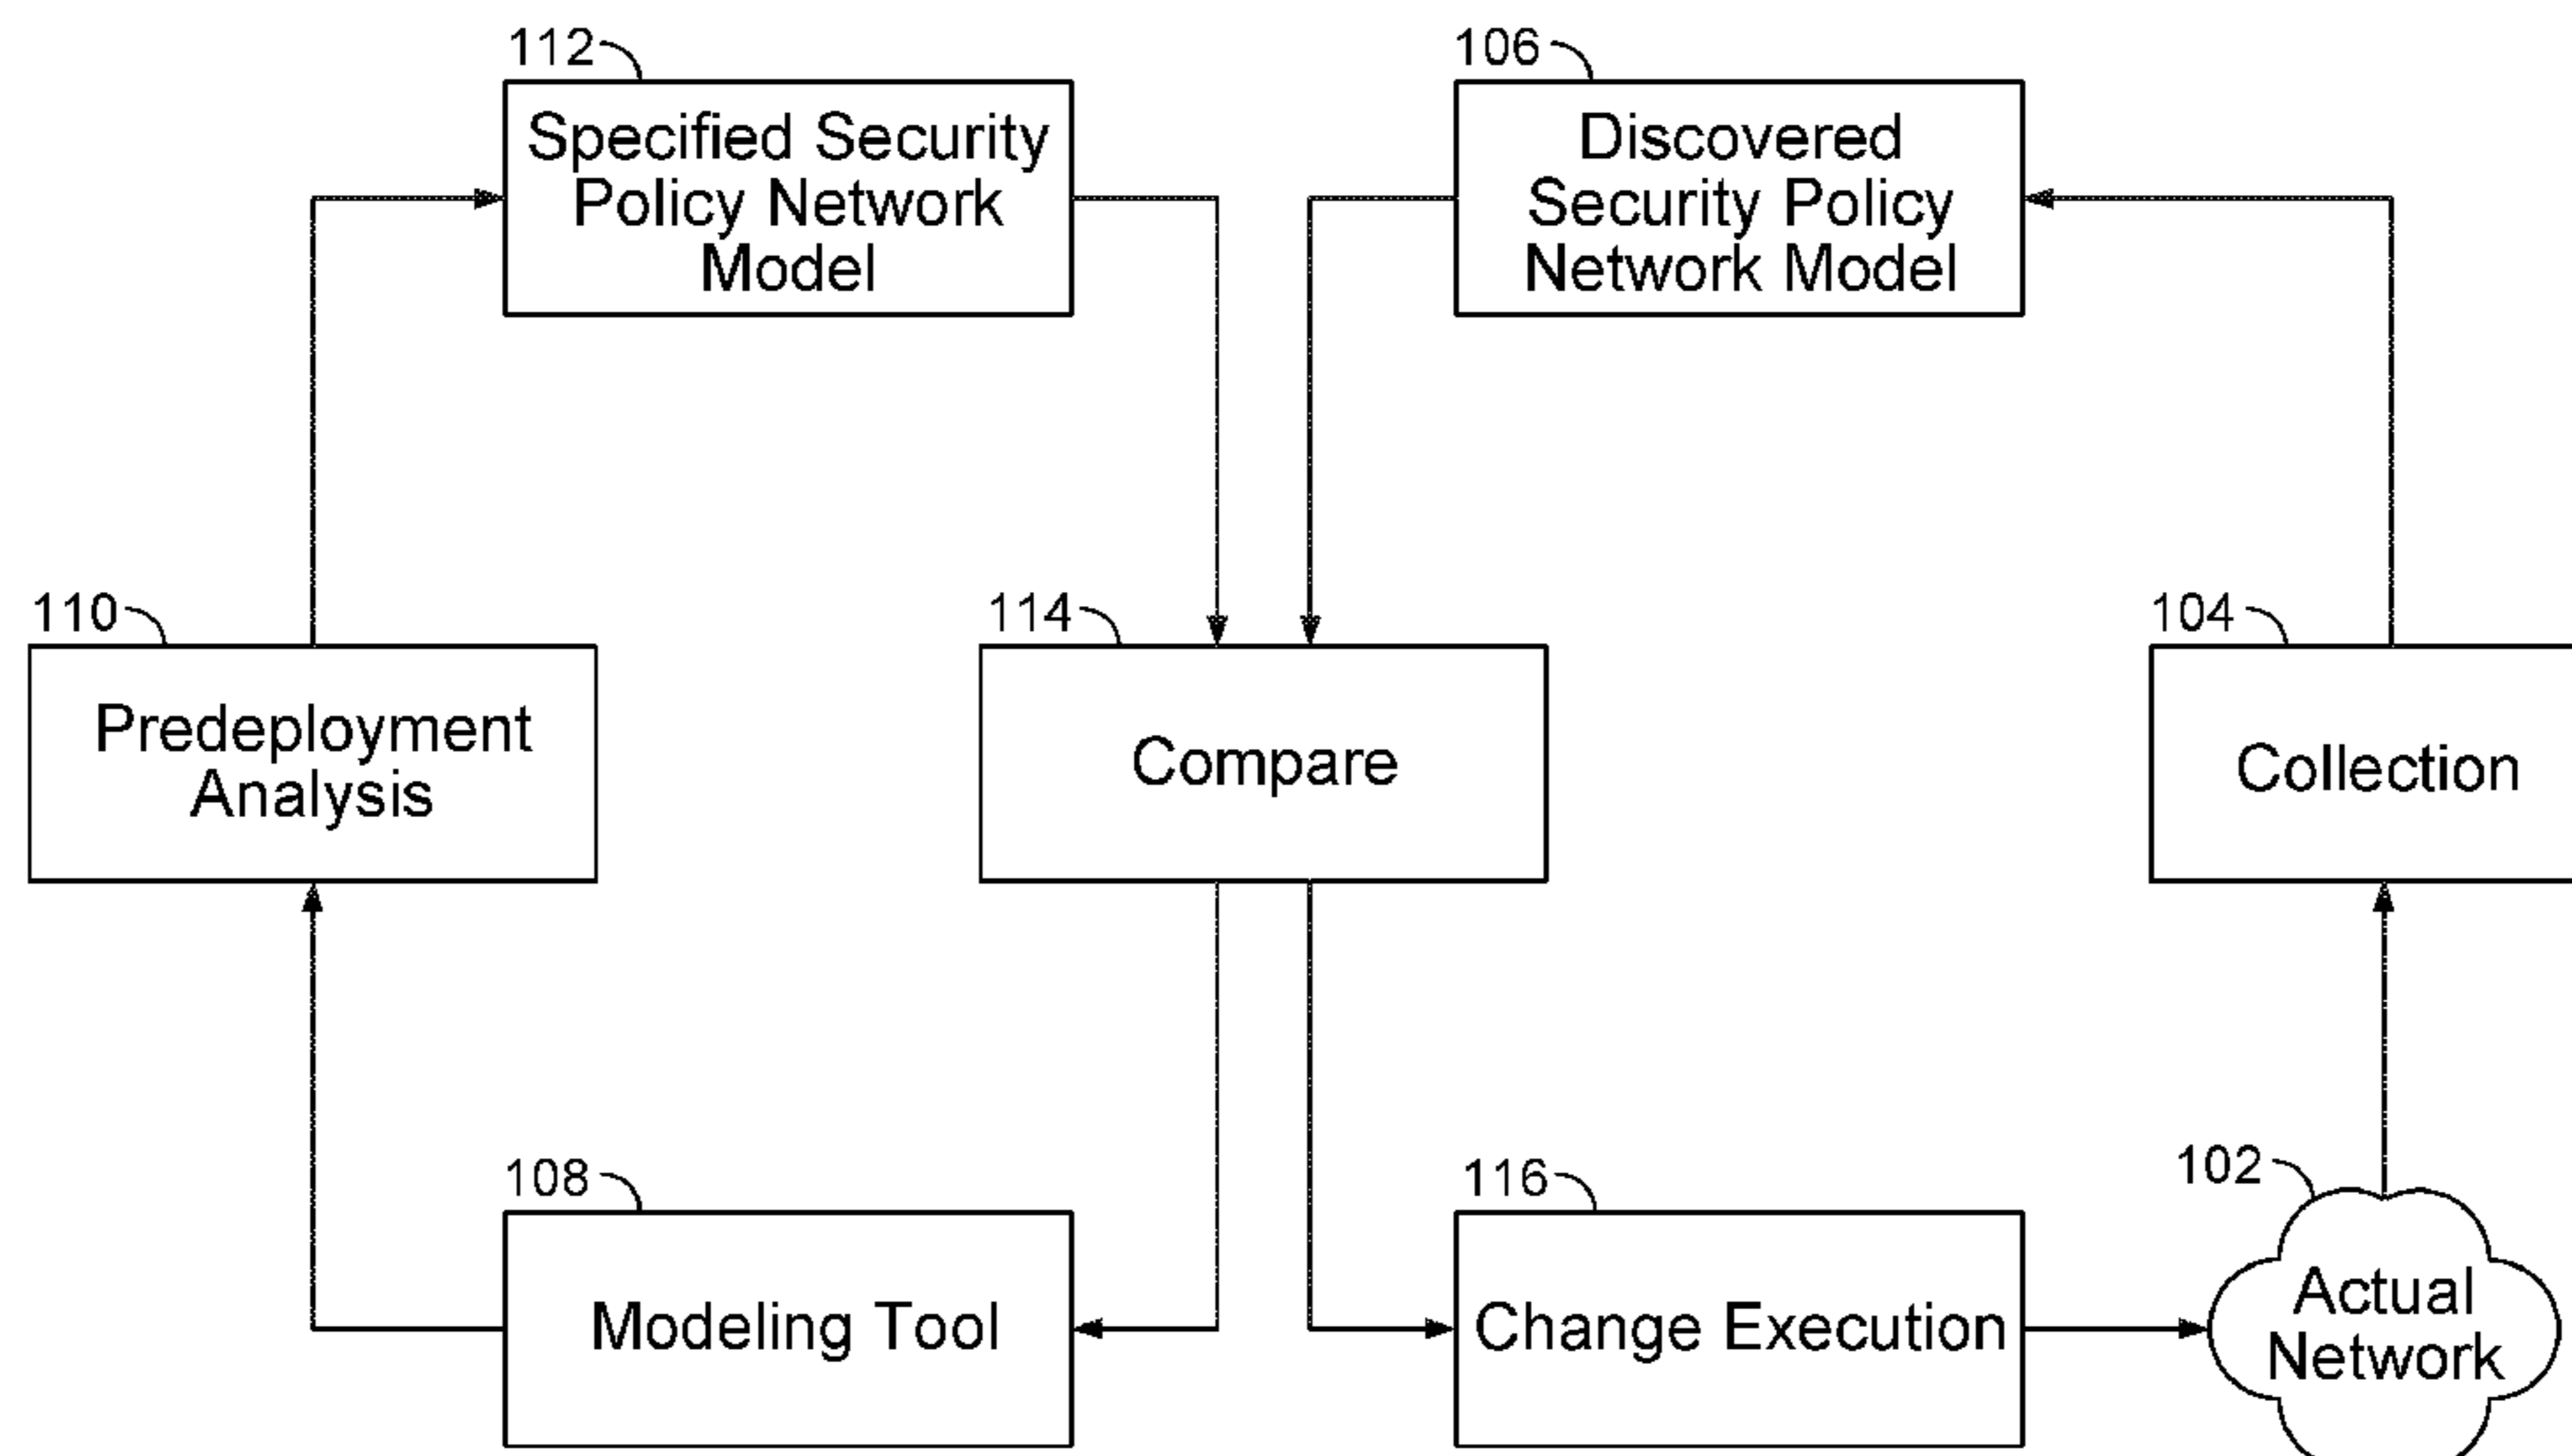 112
Specified Security
Policy Network
Model
106
Discovered
Security Policy
Network Model
110
Predeployment
Analysis
114
Compare
104
Collection
108
Modeling Tool
116
Change Execution
102
Actual
Network